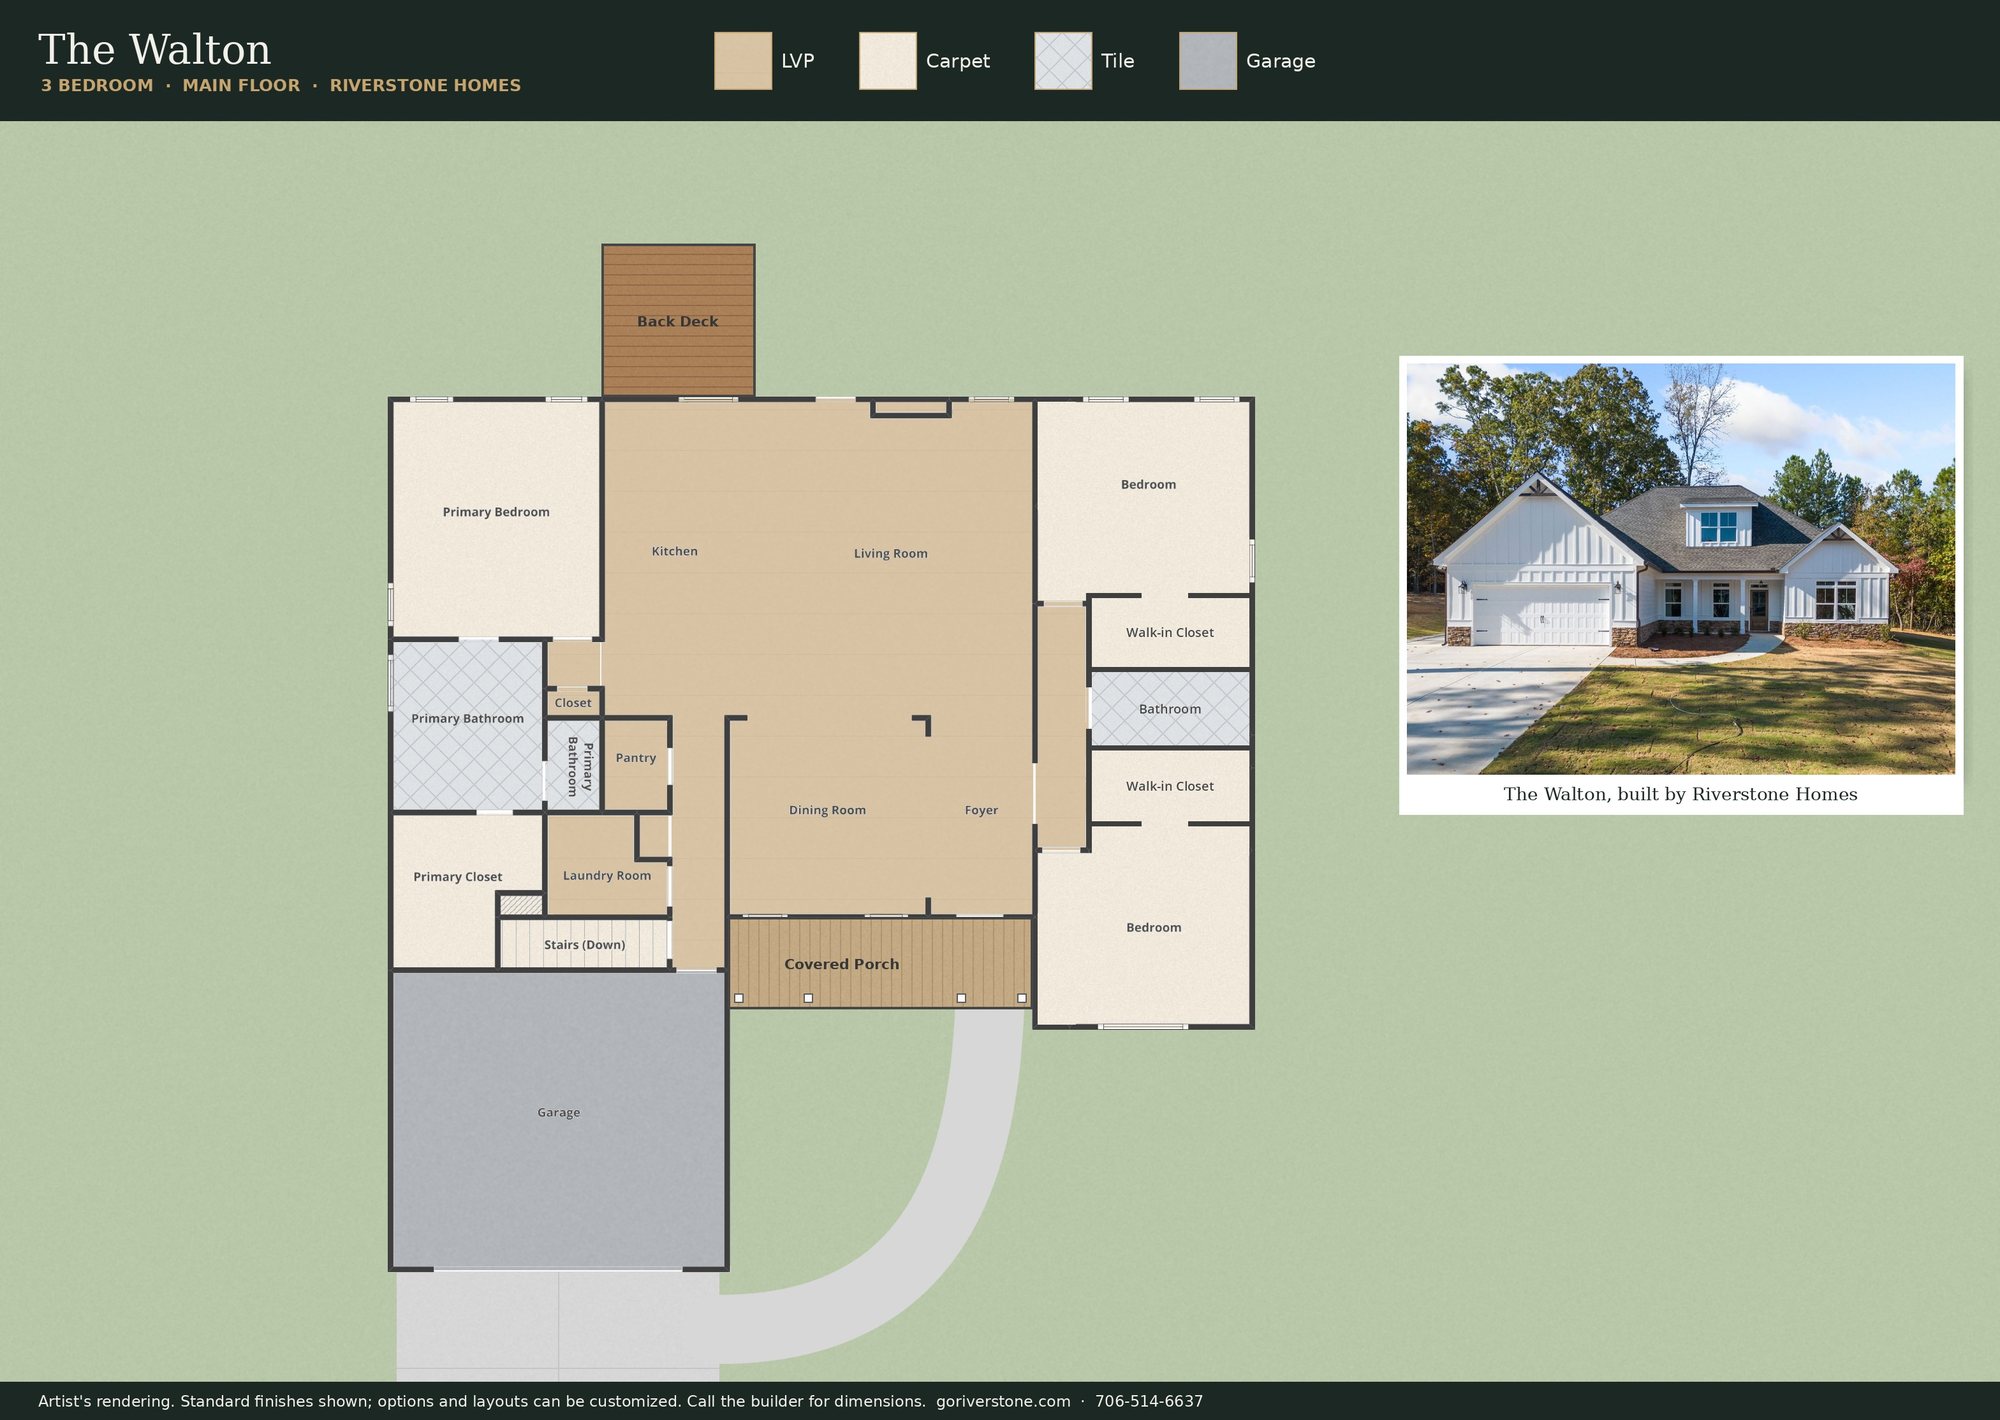 The Walton
3 BEDROOM · MAIN FLOOR · RIVERSTONE HOMES
LVP
Carpet
Tile
Garage
Back Deck
Primary Bedroom
Kitchen
Living Room
Bedroom
Walk-in Closet
Closet
Primary Bathroom
Bathroom
Primary
Bathroom
Pantry
Walk-in Closet
Dining Room
Foyer
Primary Closet
Laundry Room
Stairs (Down)
Covered Porch
Bedroom
Garage
The Walton, built by Riverstone Homes
Artist's rendering. Standard finishes shown; options and layouts can be customized. Call the builder for dimensions. goriverstone.com · 706-514-6637